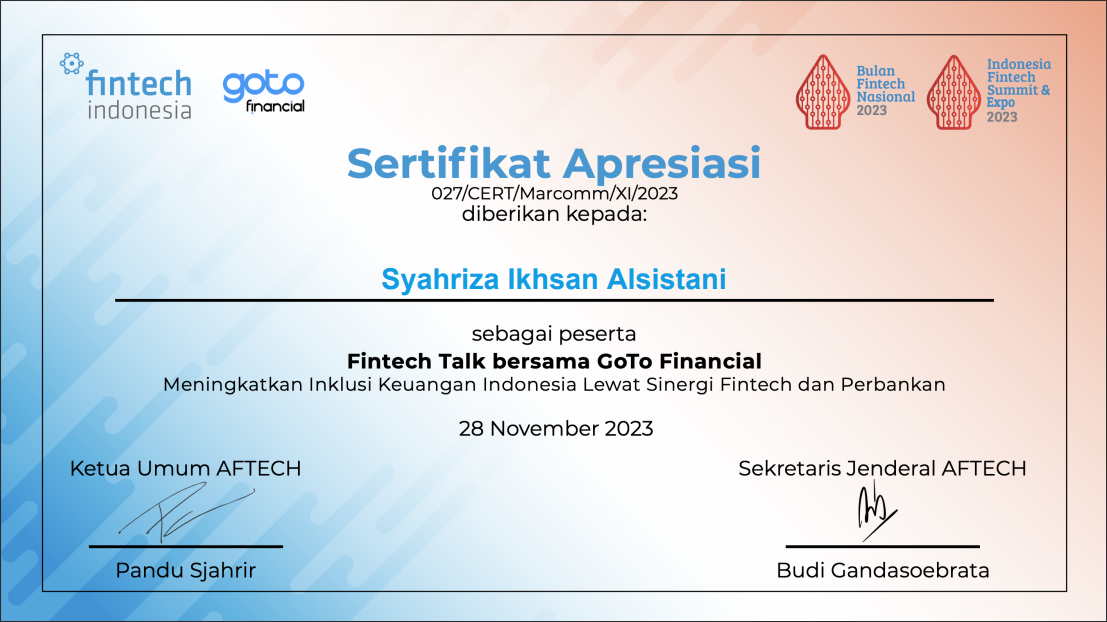 fintech
indonesia
goto
financial
Bulan
Fintech
Nasional
2023
Indonesia
Fintech
Summit &
Expo
2023
Sertifikat Apresiasi
027/CERT/Marcomm/XI/2023
diberikan kepada:
Syahriza Ikhsan Alsistani
sebagai peserta
Fintech Talk bersama GoTo Financial
Meningkatkan Inklusi Keuangan Indonesia Lewat Sinergi Fintech dan Perbankan
28 November 2023
Ketua Umum AFTECH
Sekretaris Jenderal AFTECH
Pandu Sjahrir
Budi Gandasoebrata